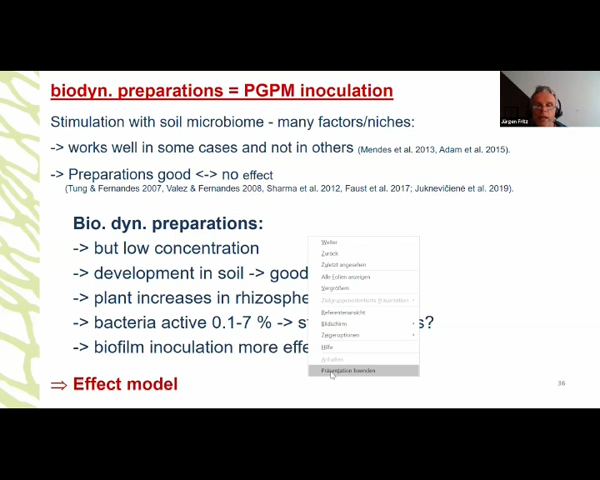 biodyn. preparations = PGPM inoculation
Jürgen Fritz
Stimulation with soil microbiome - many factors/niches:
-> works well in some cases and not in others (Mendes et al. 2013, Adam et al. 2015).
-> Preparations good <-> no effect
(Tung & Fernandes 2007, Valez & Fernandes 2008, Sharma et al. 2012, Faust et al. 2017; Juknevičienė et al. 2019).
Bio. dyn. preparations:
-> but low concentration
-> development in soil -> good
-> plant increases in rhizosphe
-> bacteria active 0.1-7 % -> s s?
-> biofilm inoculation more effe
Weiter
Zurück
Zuletzt angesehen
Alle Folien anzeigen
Vergrößern
Zielgruppenorientierte Präsentation
Referentenansicht
Bildschirm
Zeigeroptionen
Hilfe
Anhalten
Präsentation beenden
⇒ Effect model
36